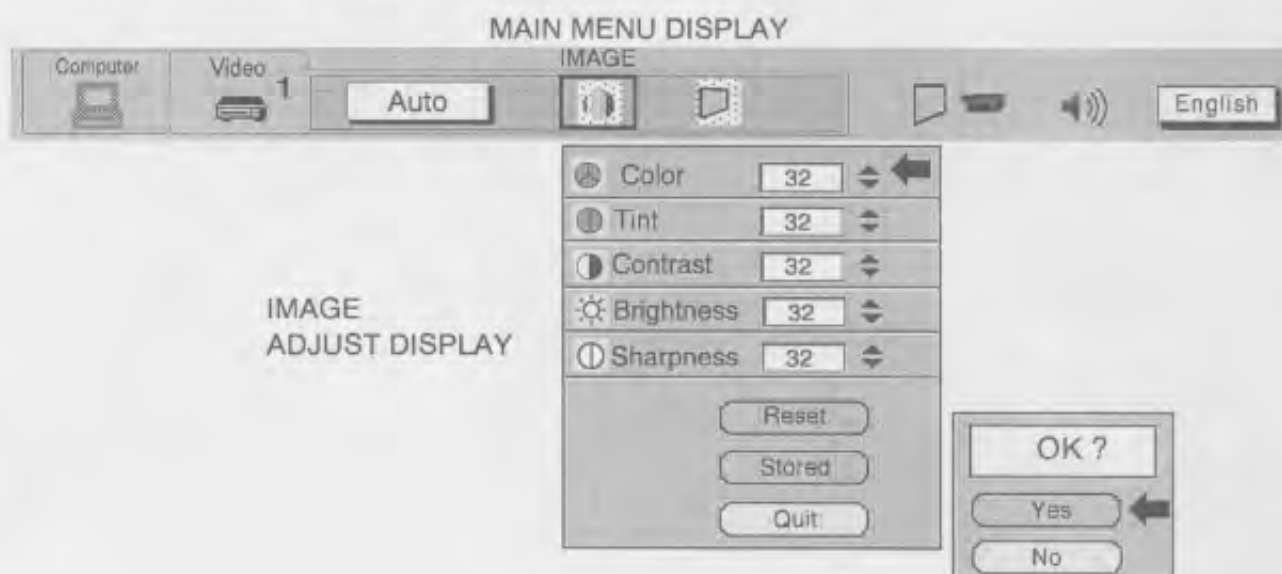 MAIN MENU DISPLAY
Computer Video 1 Auto IMAGE English
Color 32
Tint 32
Contrast 32
Brightness 32
Sharpness 32
IMAGE
ADJUST DISPLAY
Reset
Stored
Quit
OK ?
Yes
No